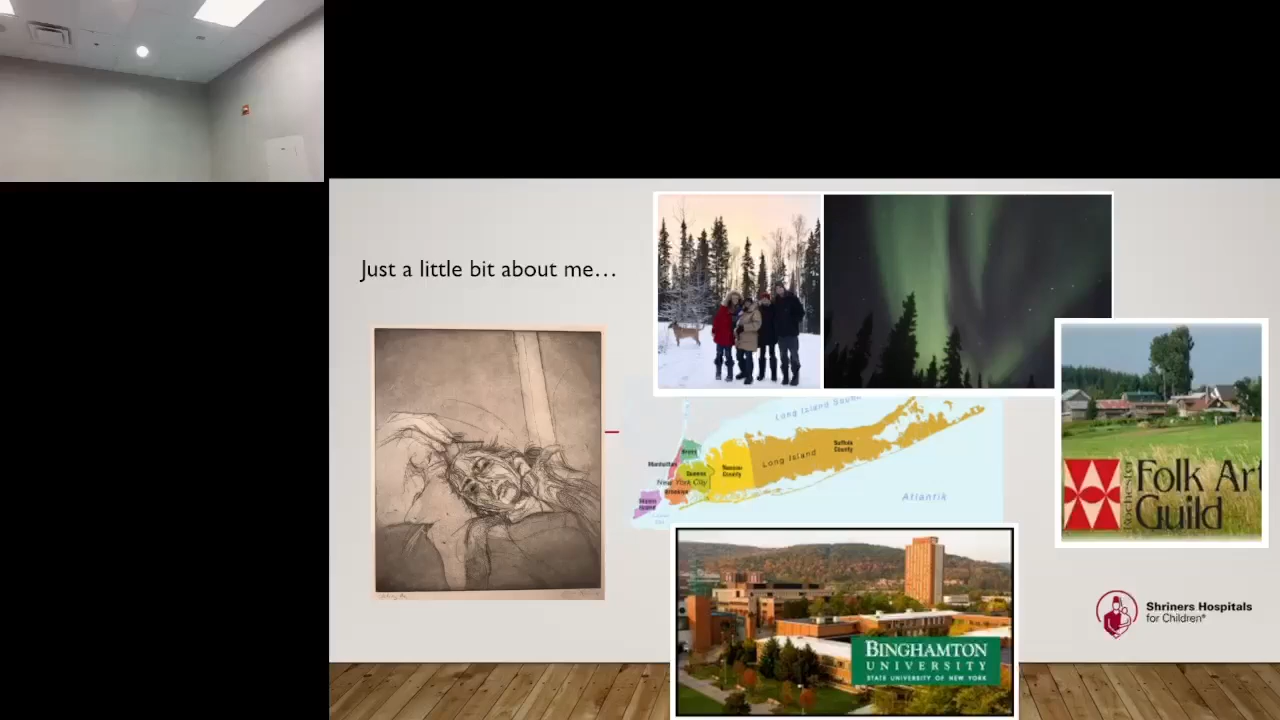 Just a little bit about me…
Long Island Sound
Bronx
Manhattan
Queens
Nassau
County
Long Island
Suffolk
County
New York City
Brooklyn
Staten
Island
Atlantik
Rochester
Folk Art
Guild
BINGHAMTON
UNIVERSITY
STATE UNIVERSITY OF NEW YORK
Shriners Hospitals
for Children®